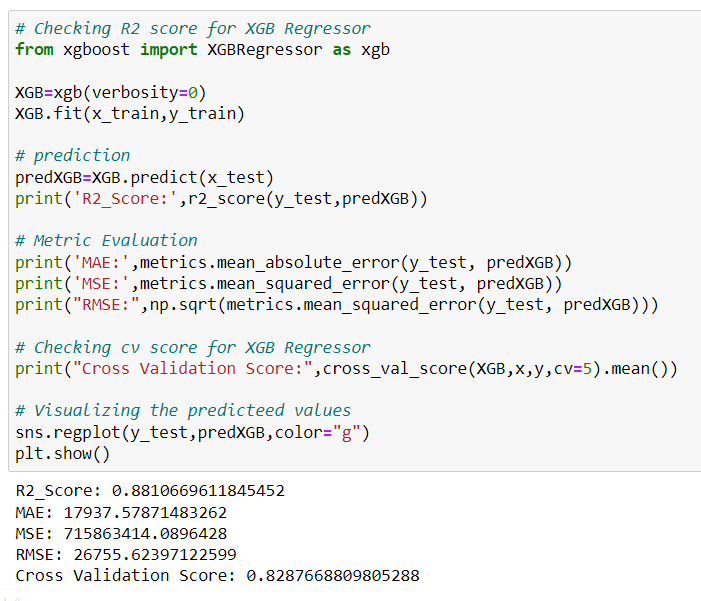 # Checking R2 score for XGB Regressor
from xgboost import XGBRegressor as xgb
XGB=xgb(verbosity=0)
XGB.fit(x_train,y_train)
# prediction
predXGB=XGB.predict(x_test)
print('R2_Score:',r2_score(y_test,predXGB))
# Metric Evaluation
print('MAE:',metrics.mean_absolute_error(y_test, predXGB))
print('MSE:',metrics.mean_squared_error(y_test, predXGB))
print("RMSE:",np.sqrt(metrics.mean_squared_error(y_test, predXGB)))
# Checking cv score for XGB Regressor
print("Cross Validation Score:",cross_val_score(XGB,x,y,cv=5).mean())
# Visualizing the predicteed values
sns.regplot(y_test,predXGB,color="g")
plt.show()
R2_Score: 0.8810669611845452
MAE: 17937.57871483262
MSE: 715863414.0896428
RMSE: 26755.62397122599
Cross Validation Score: 0.8287668809805288